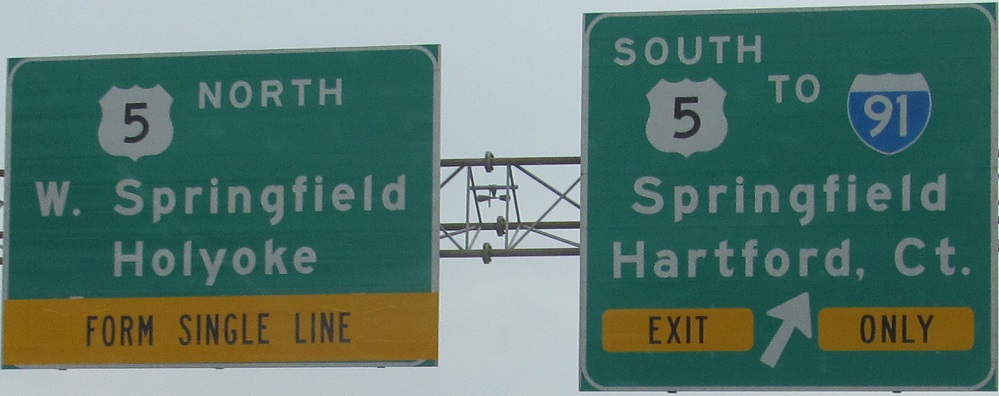 5 NORTH
W. Springfield
Holyoke
FORM SINGLE LINE
SOUTH
5 TO 91
Springfield
Hartford, Ct.
EXIT ONLY